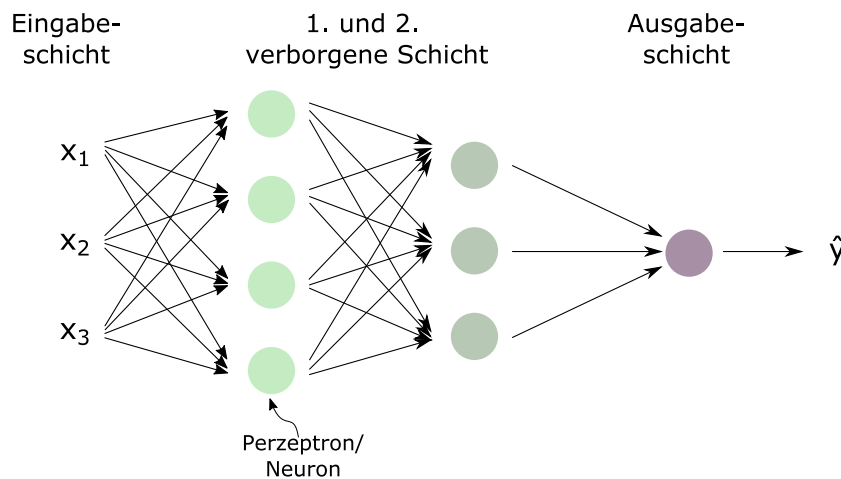 Eingabe-
schicht
1. und 2.
verborgene Schicht
Ausgabe-
schicht
x₁
x₂
x₃
ŷ
Perzeptron/
Neuron